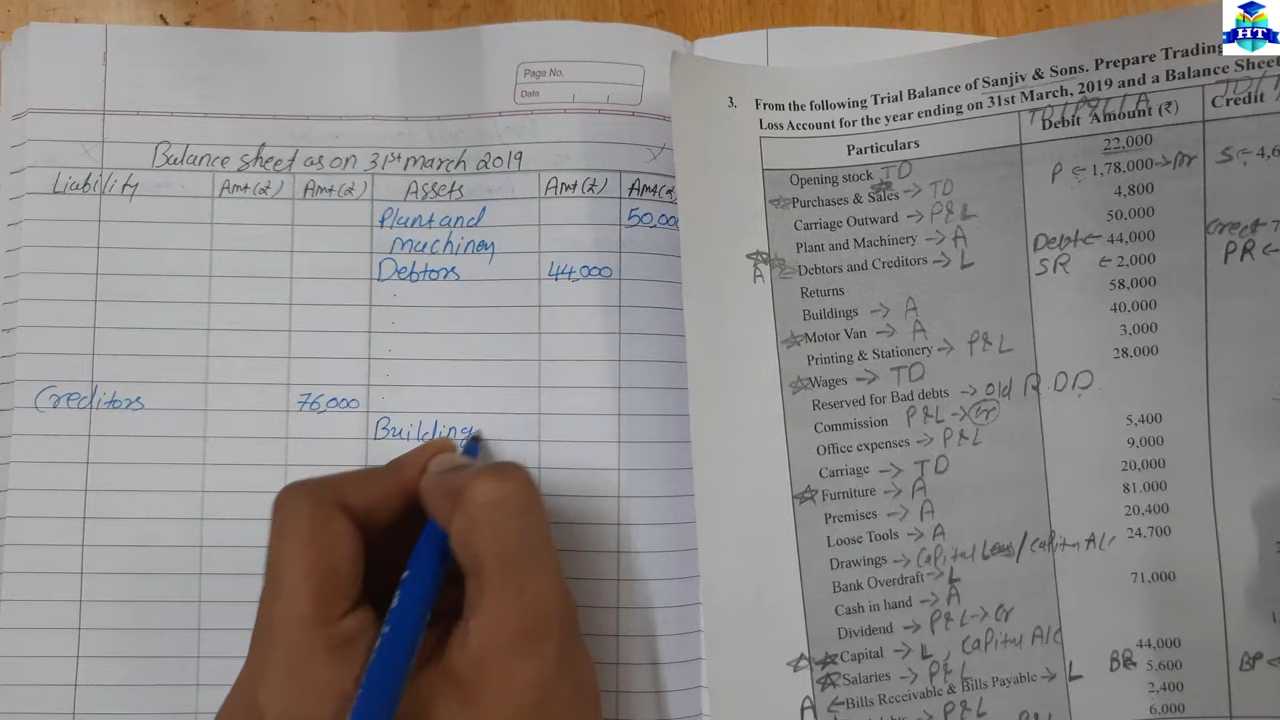 HT
Page No.
Date
Balance sheet as on 31st march 2019
Liability Amt(₹) Amt(₹) Assets Amt(₹) Amt(₹)
Plant and 50,000
machinery
Debtors 44,000
Creditors 76,000
Building
3. From the following Trial Balance of Sanjiv & Sons. Prepare Trading
Loss Account for the year ending on 31st March, 2019 and a Balance Sheet
Particulars Debit Amount (₹) Credit
Opening stock TD 22,000
Purchases & Sales → TD P ← 1,78,000 → Pr S
Carriage Outward → P&L 4,800
Plant and Machinery → A 50,000
A Debtors and Creditors → L Debt ← 44,000
Returns SR ← 2,000 PR ←
Buildings → A 58,000
Motor Van → A 40,000
Printing & Stationery → P&L 3,000
Wages → TD 28,000
Reserved for Bad debts → old R.D.D.
Commission P&L → Cr
Office expenses → P&L 5,400
Carriage → TD 9,000
Furniture → A 20,000
Premises → A 81.000
Loose Tools → A 20,400
Drawings → Capital Less/Capital A/c 24,700
Bank Overdraft → L
Cash in hand → A 71,000
Dividend → P&L → Cr
Capital → L, Capital A/C
Salaries → P&L 44,000
A ← Bills Receivable & Bills Payable → L BR 5,600 BP ←
P&L 2,400
6,000